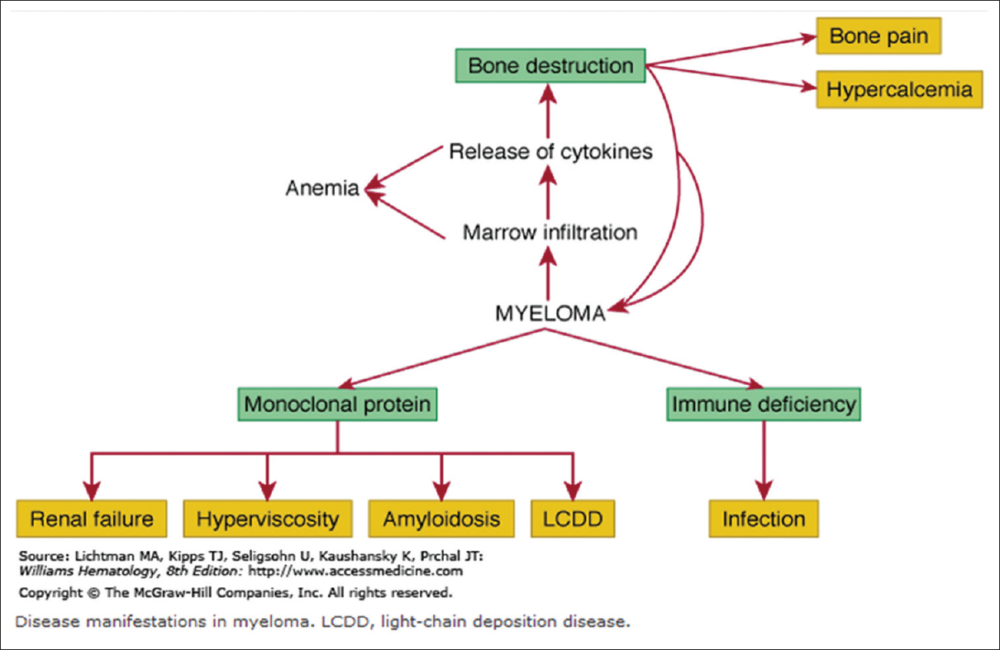 Bone pain
Bone destruction
Hypercalcemia
Release of cytokines
Anemia
Marrow infiltration
MYELOMA
Monoclonal protein
Immune deficiency
Renal failure
Hyperviscosity
Amyloidosis
LCDD
Infection
Source: Lichtman MA, Kipps TJ, Seligsohn U, Kaushansky K, Prchal JT:
Williams Hematology, 8th Edition: http://www.accessmedicine.com
Copyright © The McGraw-Hill Companies, Inc. All rights reserved.
Disease manifestations in myeloma. LCDD, light-chain deposition disease.